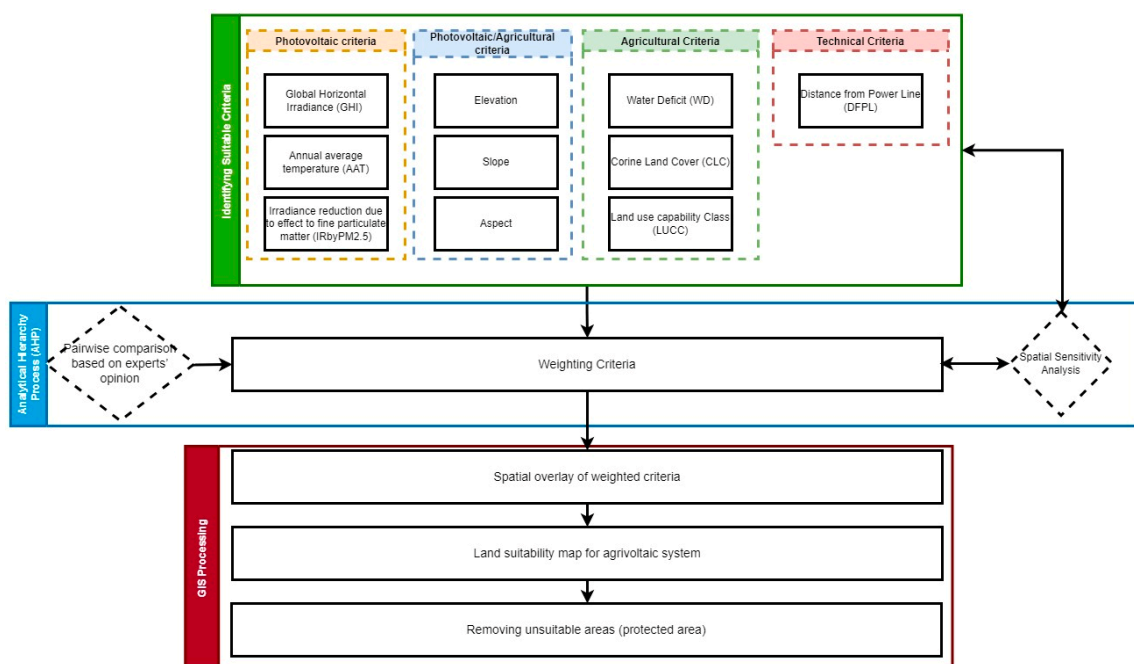 Identifyng Suitable Criteria
Photovoltaic criteria
Global Horizontal
Irradiance (GHI)
Annual average
temperature (AAT)
Irradiance reduction due
to effect to fine particulate
matter (IRbyPM2.5)
Photovoltaic/Agricultural
criteria
Elevation
Slope
Aspect
Agricultural Criteria
Water Deficit (WD)
Corine Land Cover (CLC)
Land use capability Class
(LUCC)
Technical Criteria
Distance from Power Line
(DFPL)
Analytical Hierarchy
Process (AHP)
Pairwise comparison
based on experts'
opinion
Weighting Criteria
Spatial Sensitivity
Analysis
GIS Processing
Spatial overlay of weighted criteria
Land suitability map for agrivoltaic system
Removing unsuitable areas (protected area)